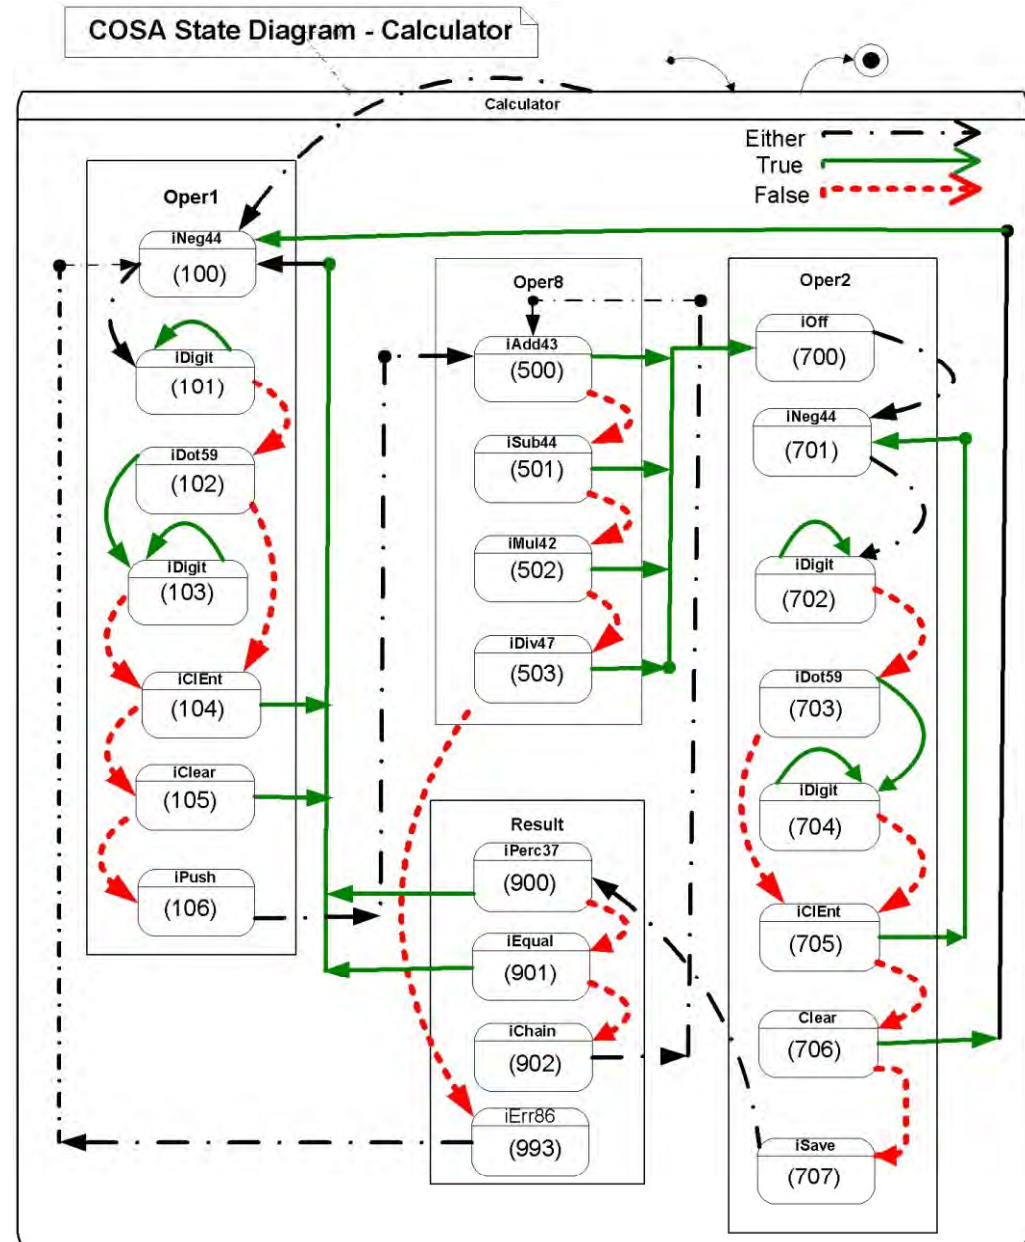 COSA State Diagram - Calculator
Calculator
Either
True
False
Oper1
iNeg44
(100)
iDigit
(101)
iDot59
(102)
iDigit
(103)
iClEnt
(104)
iClear
(105)
iPush
(106)
Oper8
iAdd43
(500)
iSub44
(501)
iMul42
(502)
iDiv47
(503)
Result
iPerc37
(900)
iEqual
(901)
iChain
(902)
iErr86
(993)
Oper2
iOff
(700)
iNeg44
(701)
iDigit
(702)
iDot59
(703)
iDigit
(704)
iClEnt
(705)
Clear
(706)
iSave
(707)